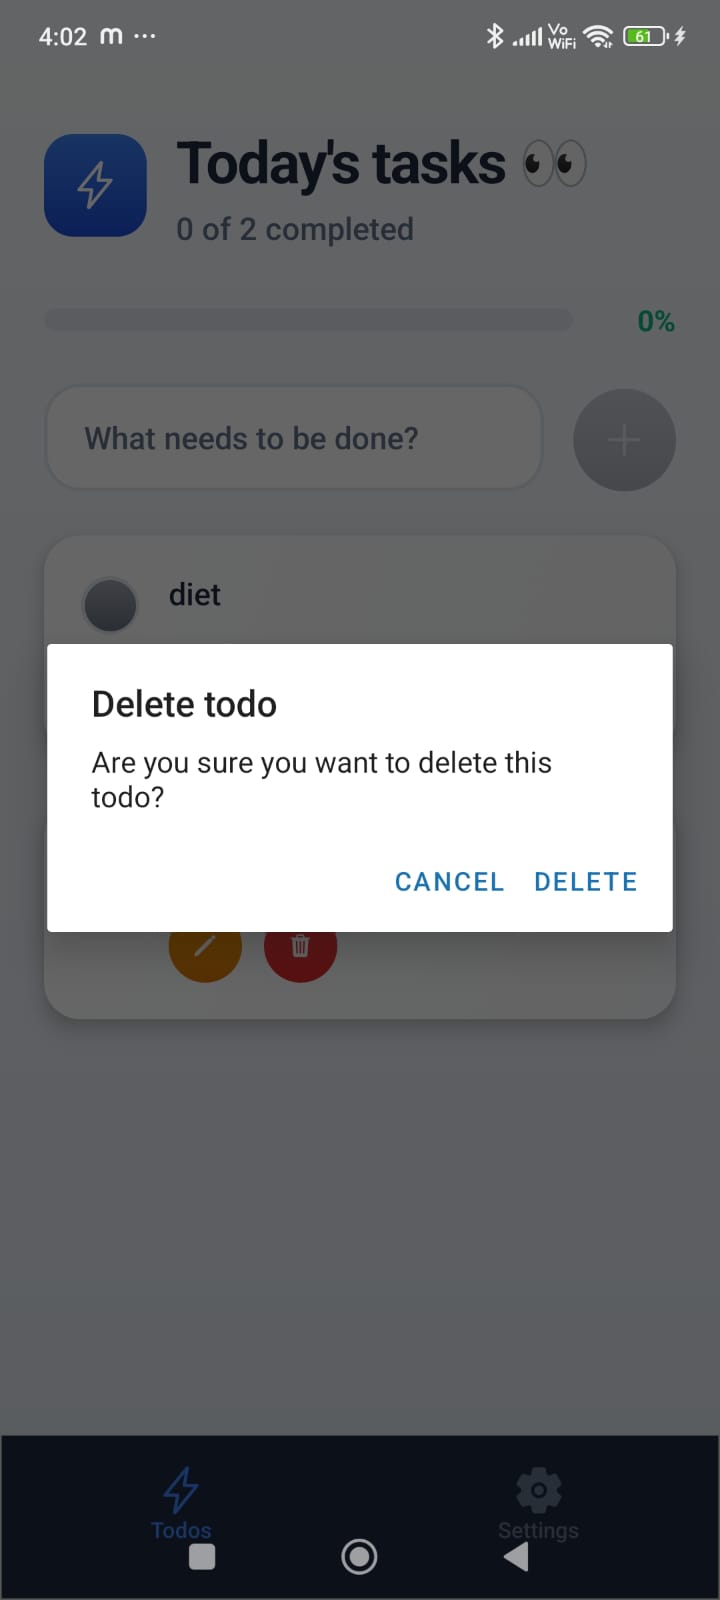 4:02 m ...
Vo
WiFi
61
Today's tasks 👀
0 of 2 completed
0%
What needs to be done?
diet
Delete todo
Are you sure you want to delete this
todo?
CANCEL DELETE
Todos Settings